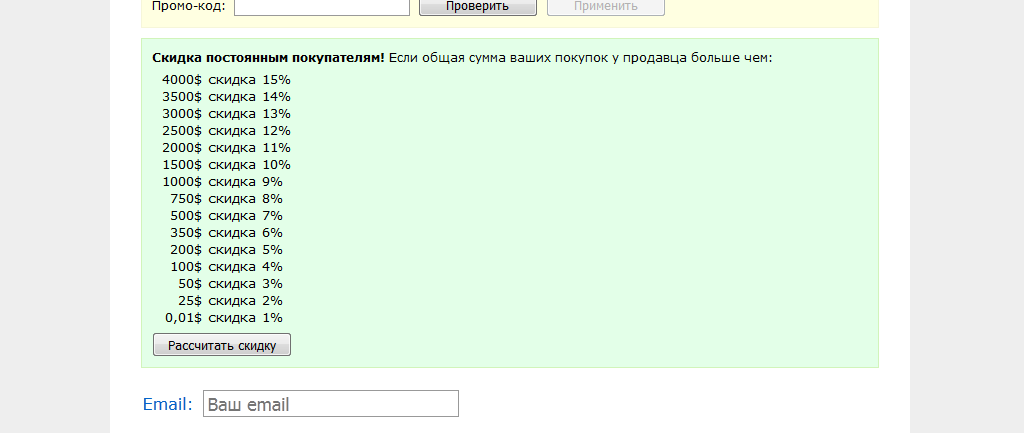 Промо-код: Проверить Применить
Скидка постоянным покупателям! Если общая сумма ваших покупок у продавца больше чем:
4000$ скидка 15%
3500$ скидка 14%
3000$ скидка 13%
2500$ скидка 12%
2000$ скидка 11%
1500$ скидка 10%
1000$ скидка 9%
750$ скидка 8%
500$ скидка 7%
350$ скидка 6%
200$ скидка 5%
100$ скидка 4%
50$ скидка 3%
25$ скидка 2%
0,01$ скидка 1%
Рассчитать скидку
Email: Ваш email